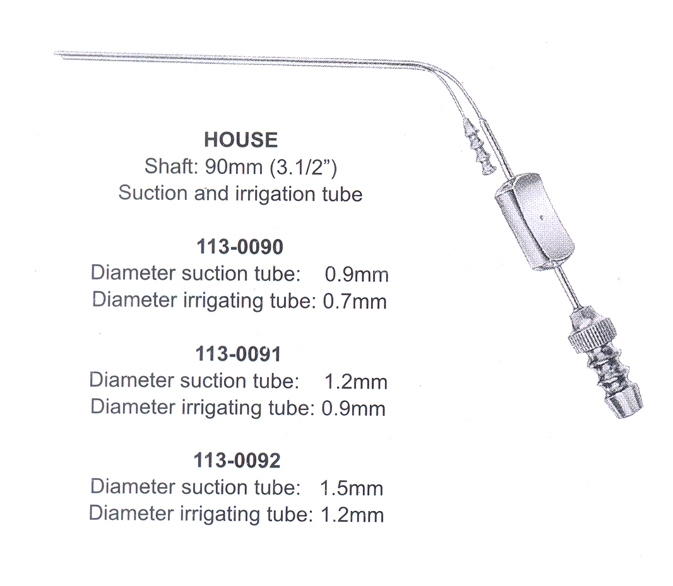 HOUSE
Shaft: 90mm (3.1/2”)
Suction and irrigation tube
113-0090
Diameter suction tube: 0.9mm
Diameter irrigating tube: 0.7mm
113-0091
Diameter suction tube: 1.2mm
Diameter irrigating tube: 0.9mm
113-0092
Diameter suction tube: 1.5mm
Diameter irrigating tube: 1.2mm